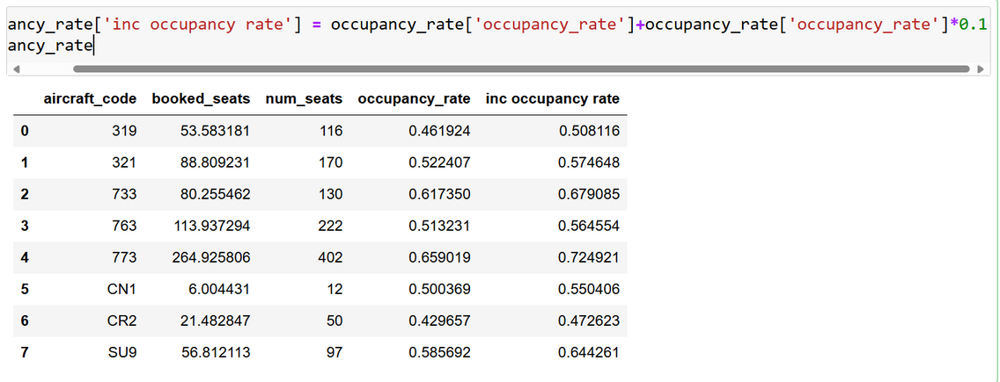 ancy_rate['inc occupancy rate'] = occupancy_rate['occupancy_rate']+occupancy_rate['occupancy_rate']*0.1
ancy_rate
aircraft_code booked_seats num_seats occupancy_rate inc occupancy rate
0 319 53.583181 116 0.461924 0.508116
1 321 88.809231 170 0.522407 0.574648
2 733 80.255462 130 0.617350 0.679085
3 763 113.937294 222 0.513231 0.564554
4 773 264.925806 402 0.659019 0.724921
5 CN1 6.004431 12 0.500369 0.550406
6 CR2 21.482847 50 0.429657 0.472623
7 SU9 56.812113 97 0.585692 0.644261